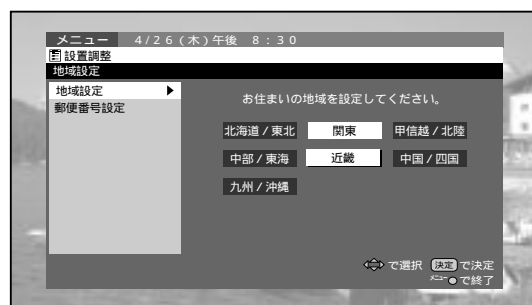 メニュー 4/26(木)午後 8:30
設置調整
地域設定
地域設定 ▶
郵便番号設定
お住まいの地域を設定してください。
北海道/東北 関東 甲信越/北陸
中部/東海 近畿 中国/四国
九州/沖縄
で選択 決定 で決定
メニュー で終了